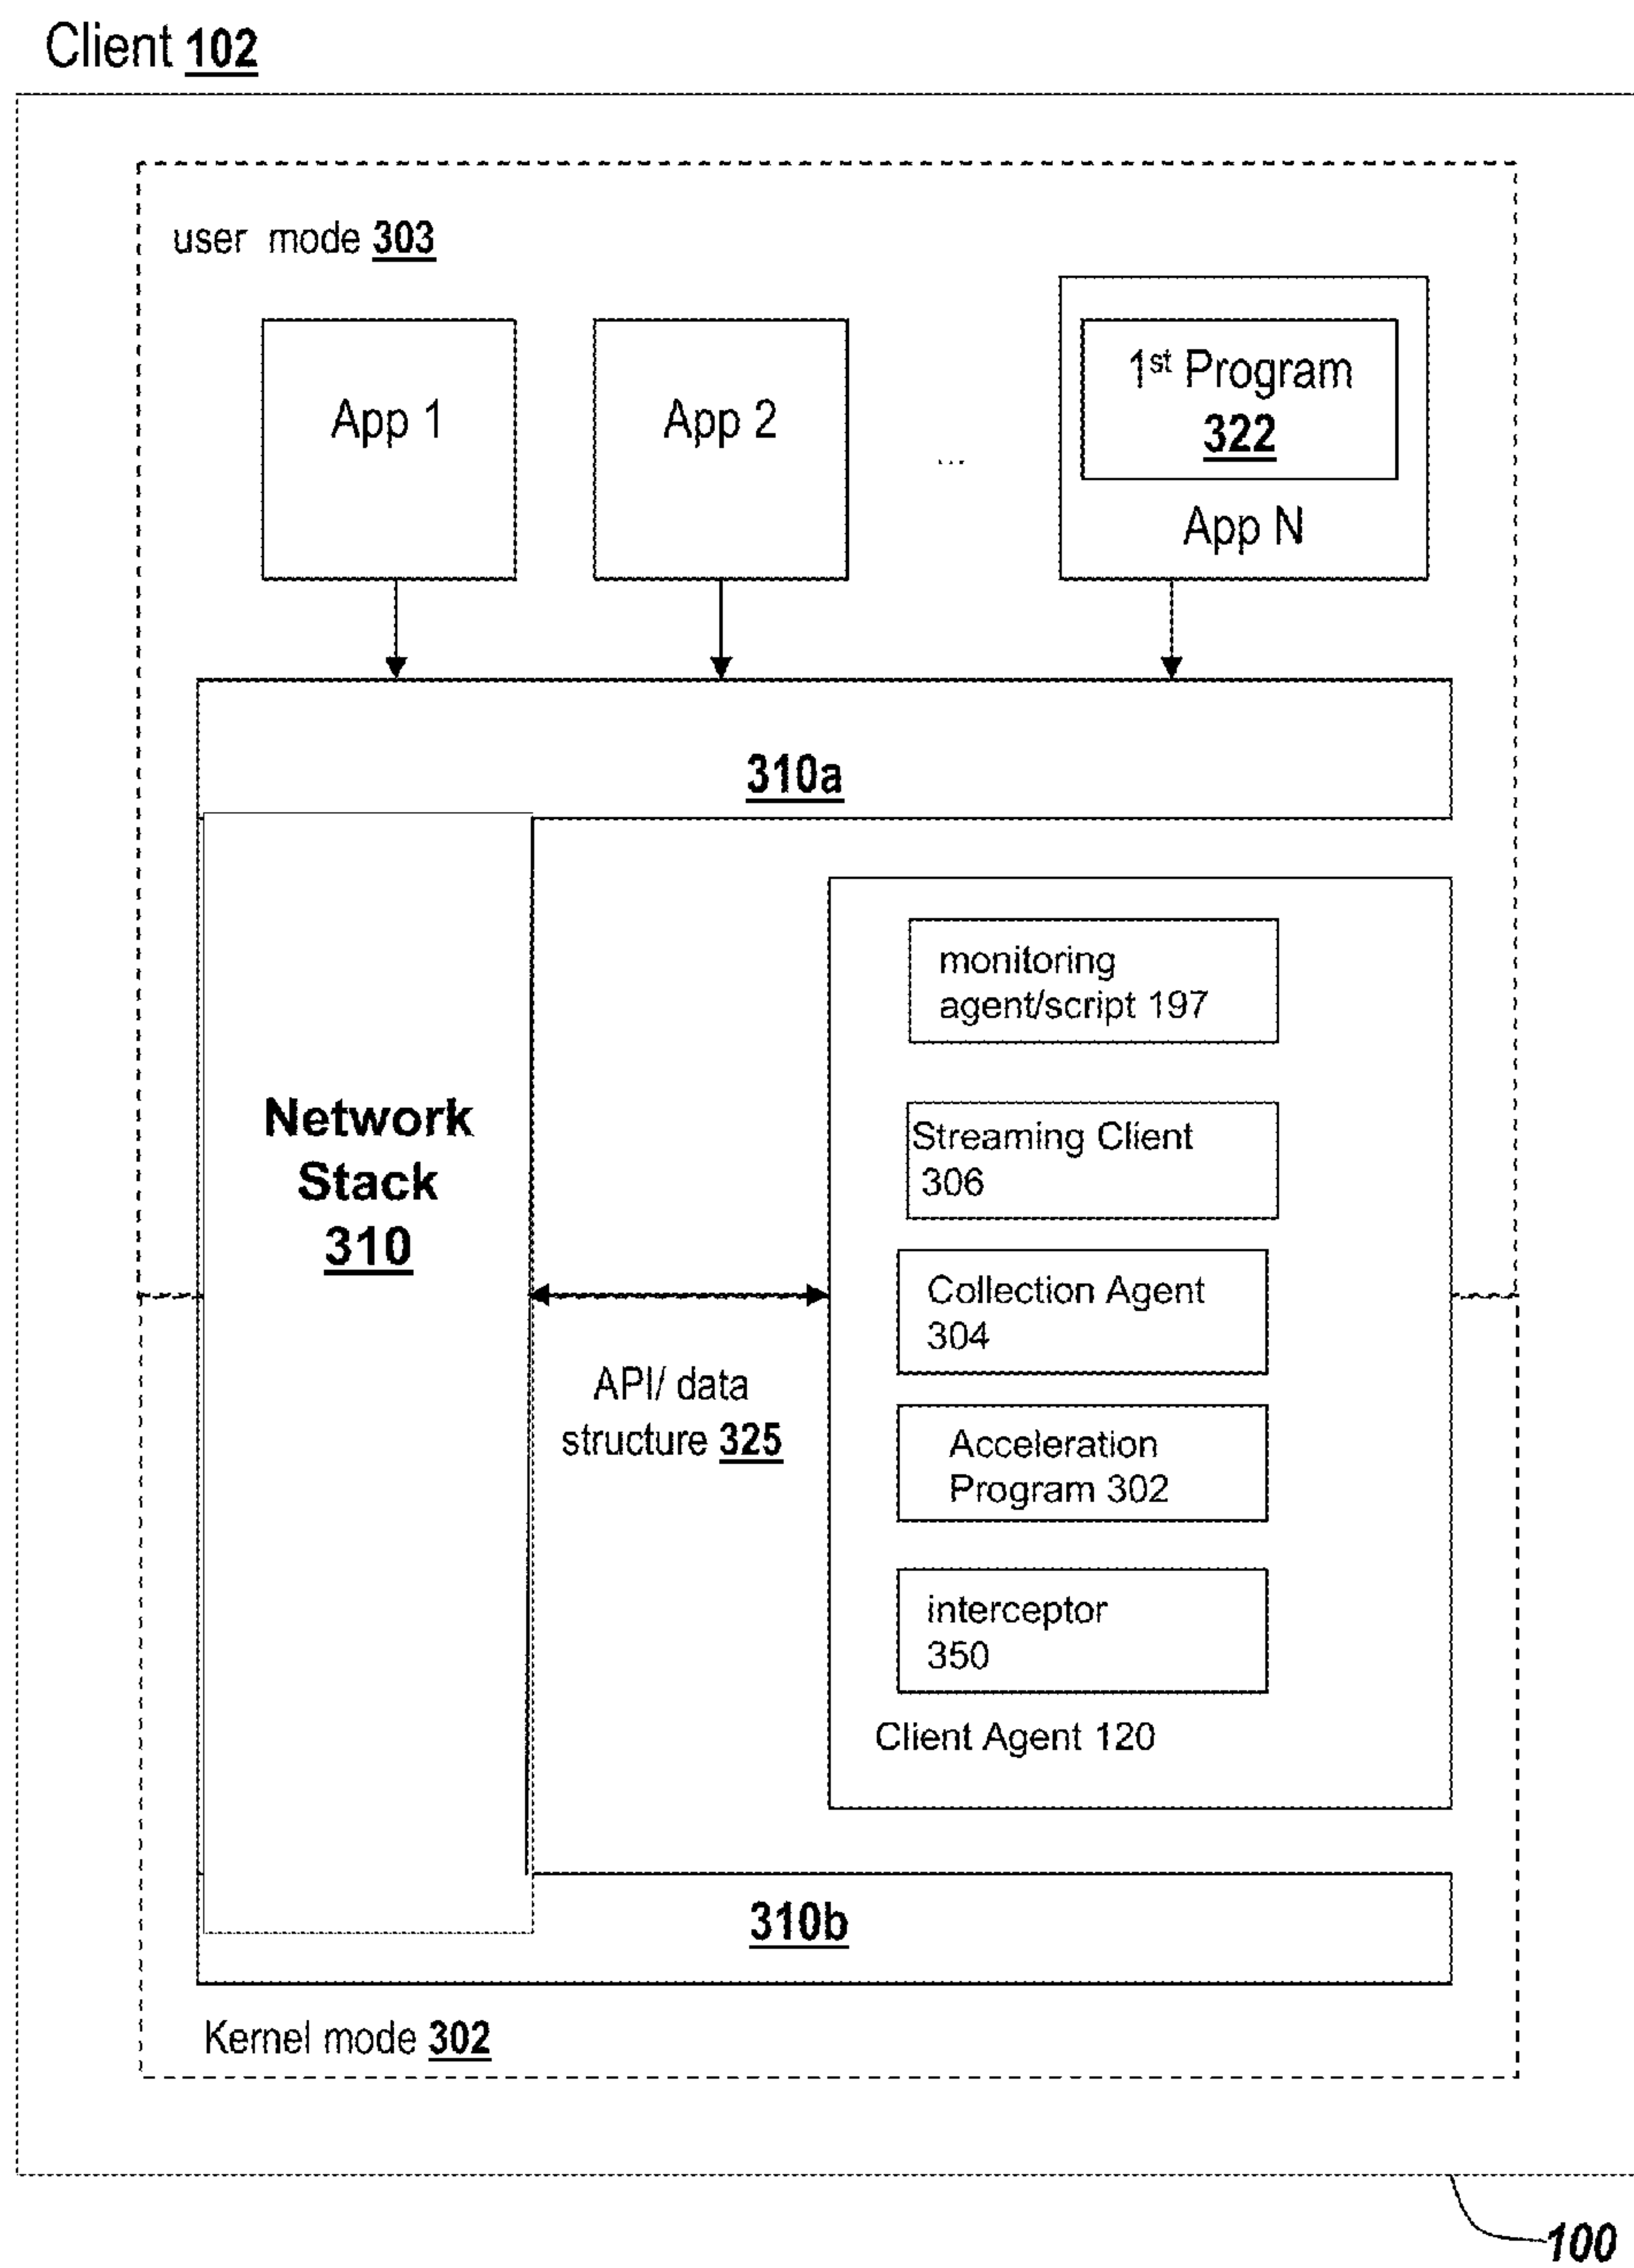 Client 102
user mode 303
App 1
App 2
...
1st Program
322
App N
310a
Network
Stack
310
API/ data
structure 325
monitoring
agent/script 197
Streaming Client
306
Collection Agent
304
Acceleration
Program 302
interceptor
350
Client Agent 120
310b
Kernel mode 302
100